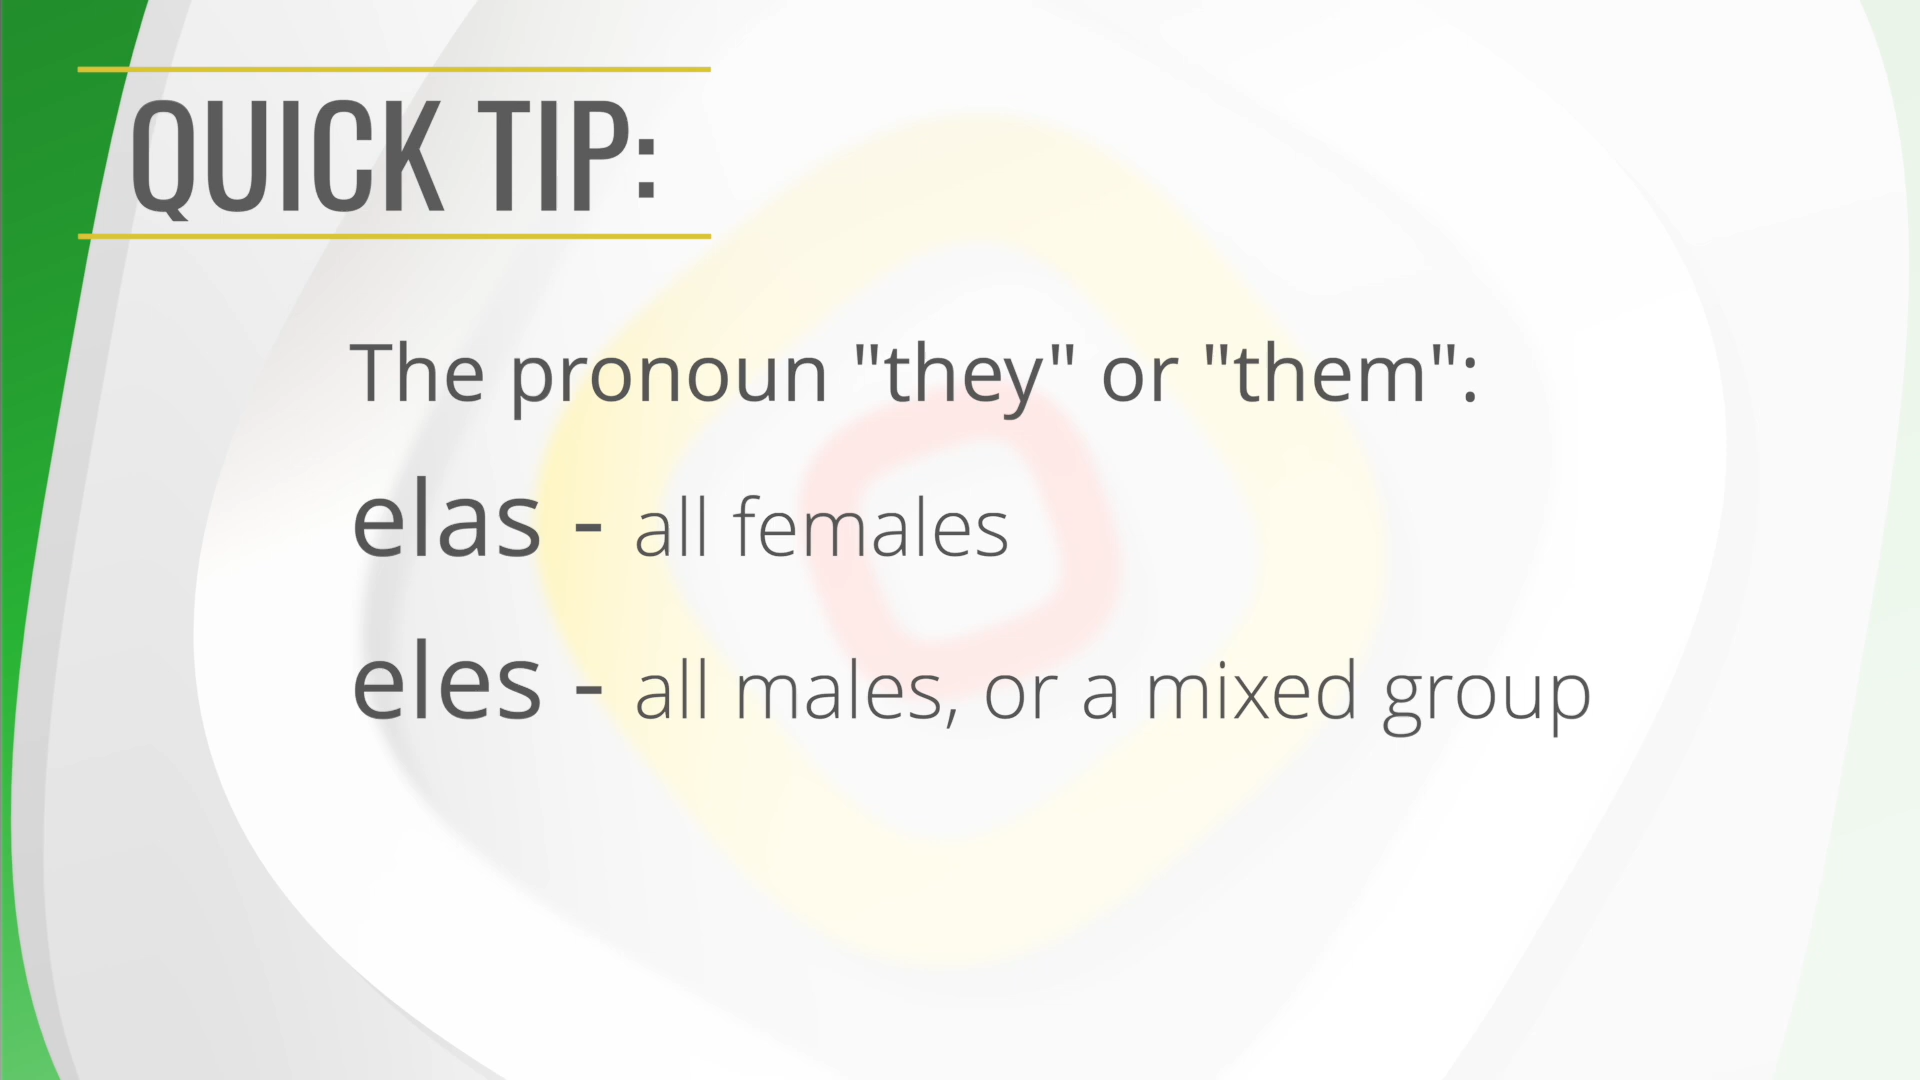 QUICK TIP:
The pronoun "they" or "them":
elas - all females
eles - all males, or a mixed group